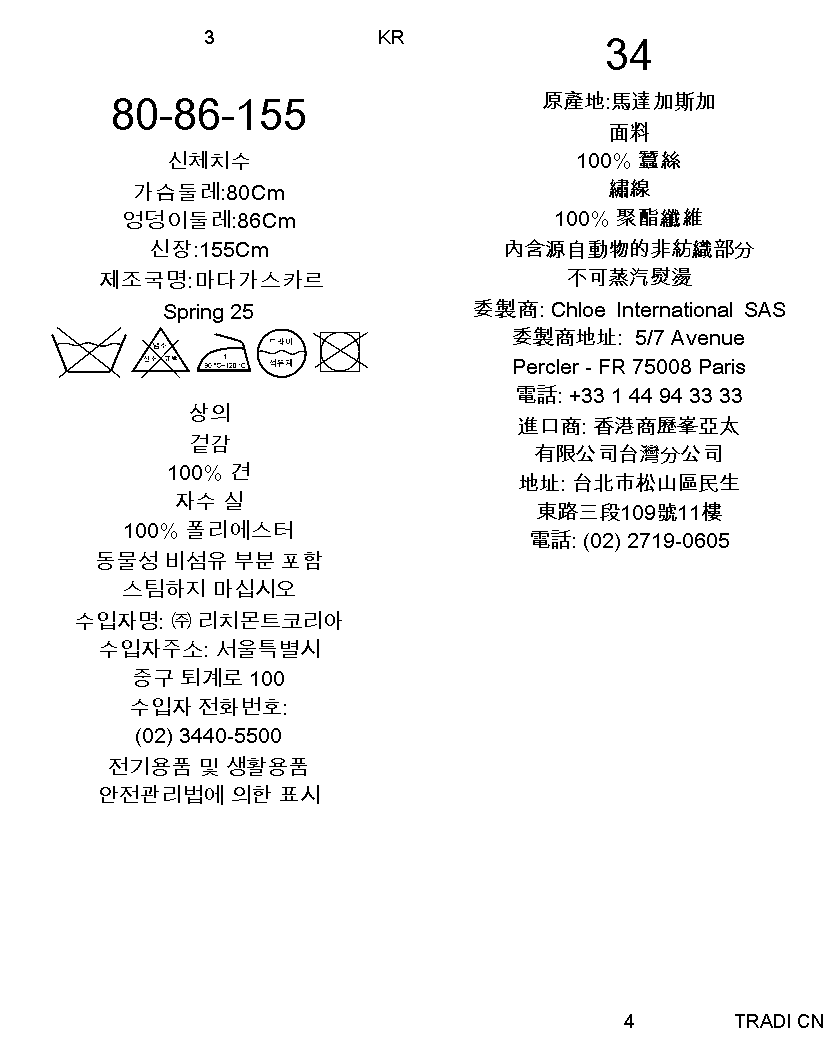 3
KR
80-86-155
신체치수
가슴둘레:80Cm
엉덩이둘레:86Cm
신장:155Cm
제조국명:마다가스카르
Spring 25
염소
산소 표백
1
80 ℃~120 ℃
드라이
석유계
상의
겉감
100% 견
자수 실
100% 폴리에스터
동물성 비섬유 부분 포함
스팀하지 마십시오
수입자명: ㈜ 리치몬트코리아
수입자주소: 서울특별시
중구 퇴계로 100
수입자 전화번호:
(02) 3440-5500
전기용품 및 생활용품
안전관리법에 의한 표시
34
原產地:馬達加斯加
面料
100% 蠶絲
繡線
100% 聚酯纖維
內含源自動物的非紡織部分
不可蒸汽熨燙
委製商: Chloe International SAS
委製商地址: 5/7 Avenue
Percier - FR 75008 Paris
電話: +33 1 44 94 33 33
進口商: 香港商歷峯亞太
有限公司台灣分公司
地址: 台北市松山區民生
東路三段109號11樓
電話: (02) 2719-0605
4
TRADI CN